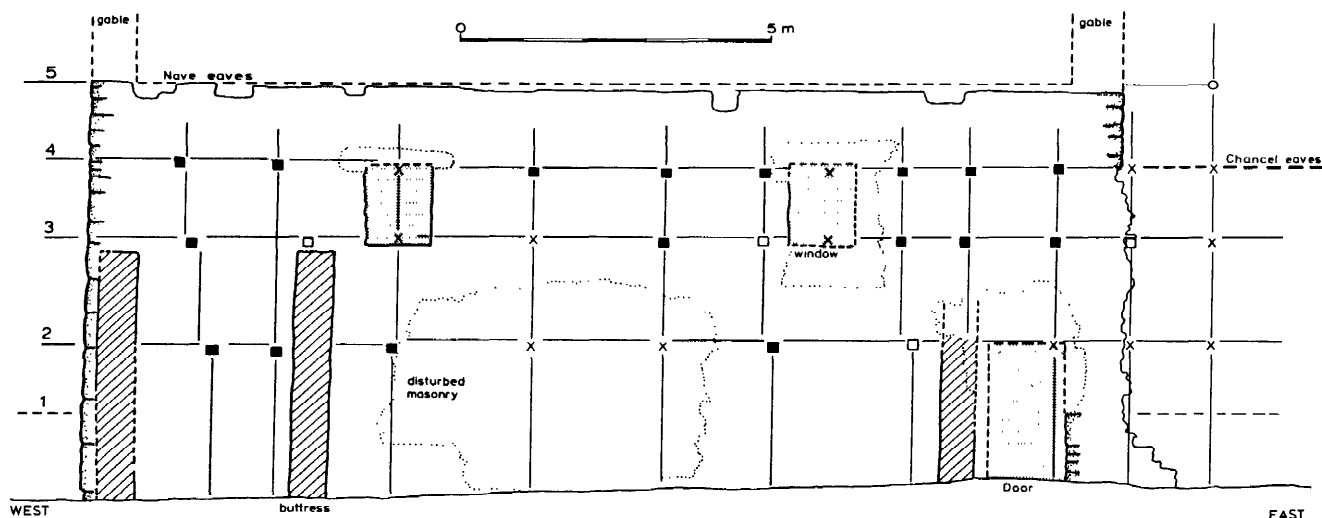 gable
gable
O
5 m
5
Nave eaves
4
Chancel eaves
3
window
2
disturbed
masonry
1
Door
WEST
buttress
EAST